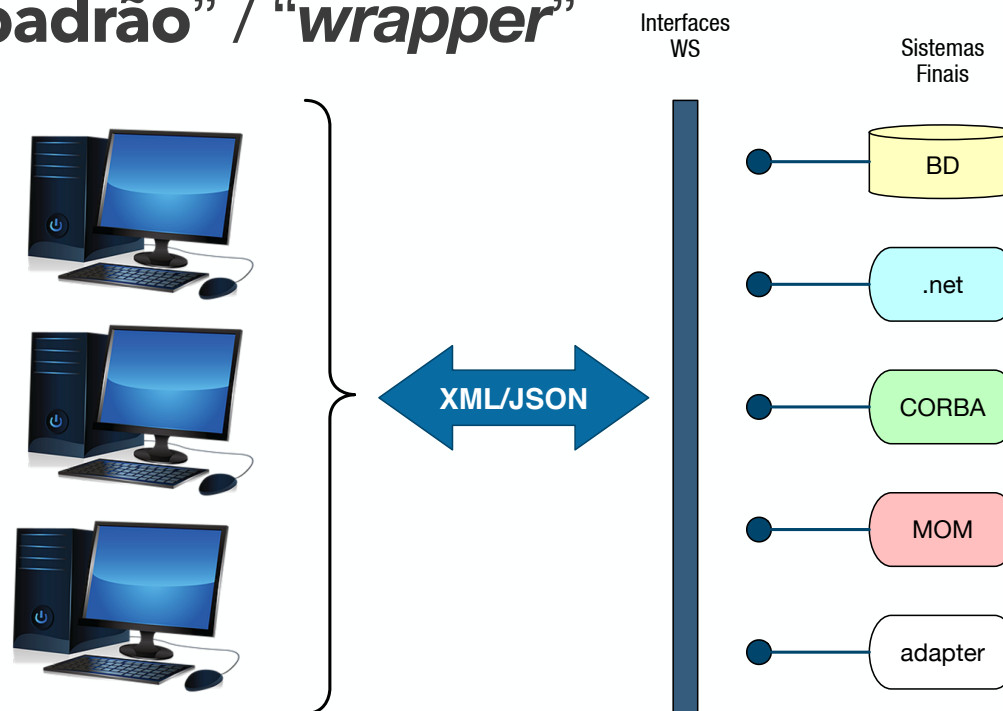 padrão” / “wrapper”
Interfaces
WS
Sistemas
Finais
BD
.net
XML/JSON
CORBA
MOM
adapter